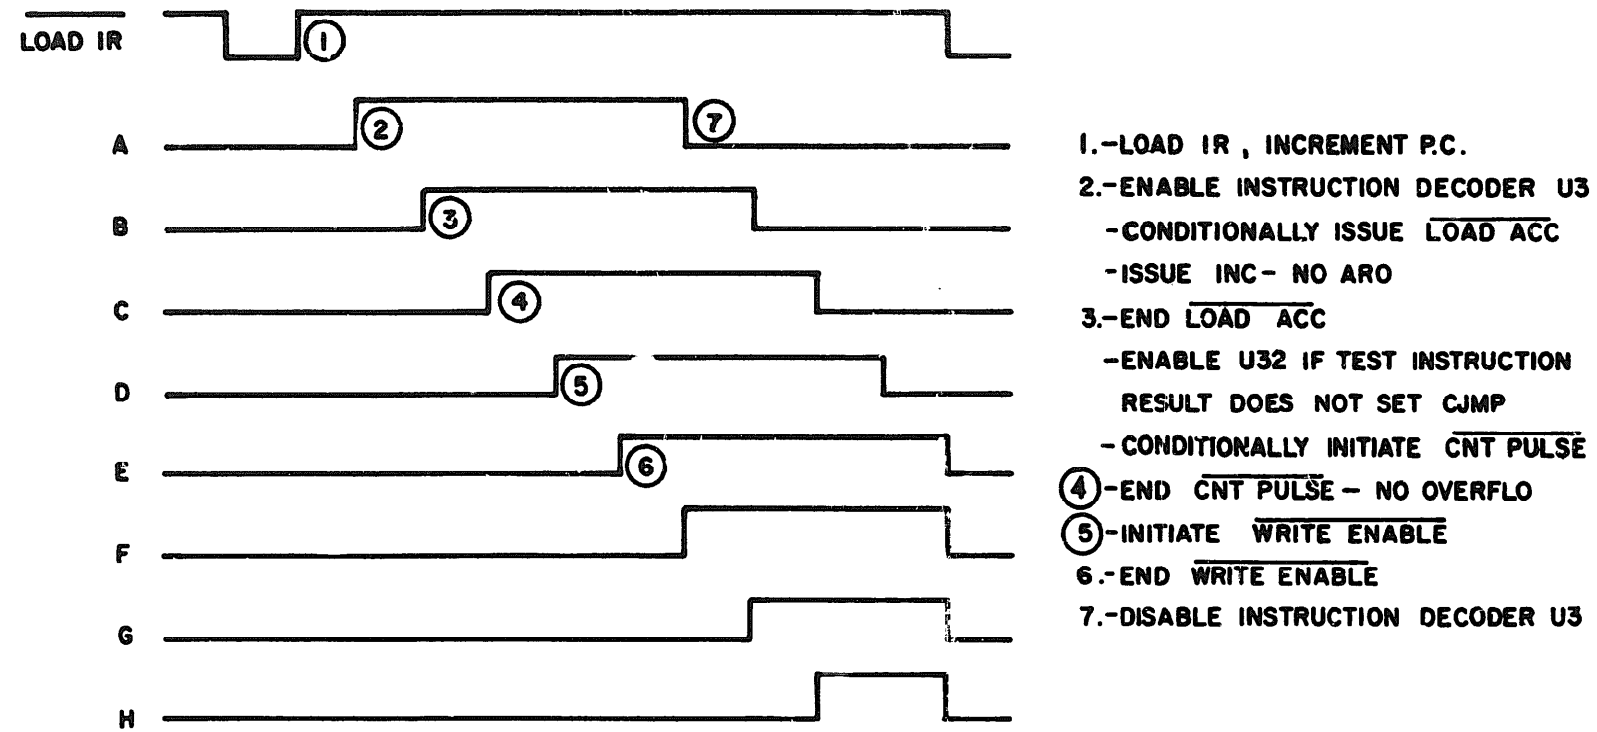 LOAD IR
1
A
2
7
B
3
C
4
D
5
E
6
F
G
H
1.-LOAD IR, INCREMENT P.C.
2.-ENABLE INSTRUCTION DECODER U3
-CONDITIONALLY ISSUE LOAD ACC
-ISSUE INC- NO ARO
3.-END LOAD ACC
-ENABLE U32 IF TEST INSTRUCTION
RESULT DOES NOT SET CJMP
-CONDITIONALLY INITIATE CNT PULSE
4-END CNT PULSE- NO OVERFLO
5-INITIATE WRITE ENABLE
6.-END WRITE ENABLE
7.-DISABLE INSTRUCTION DECODER U3